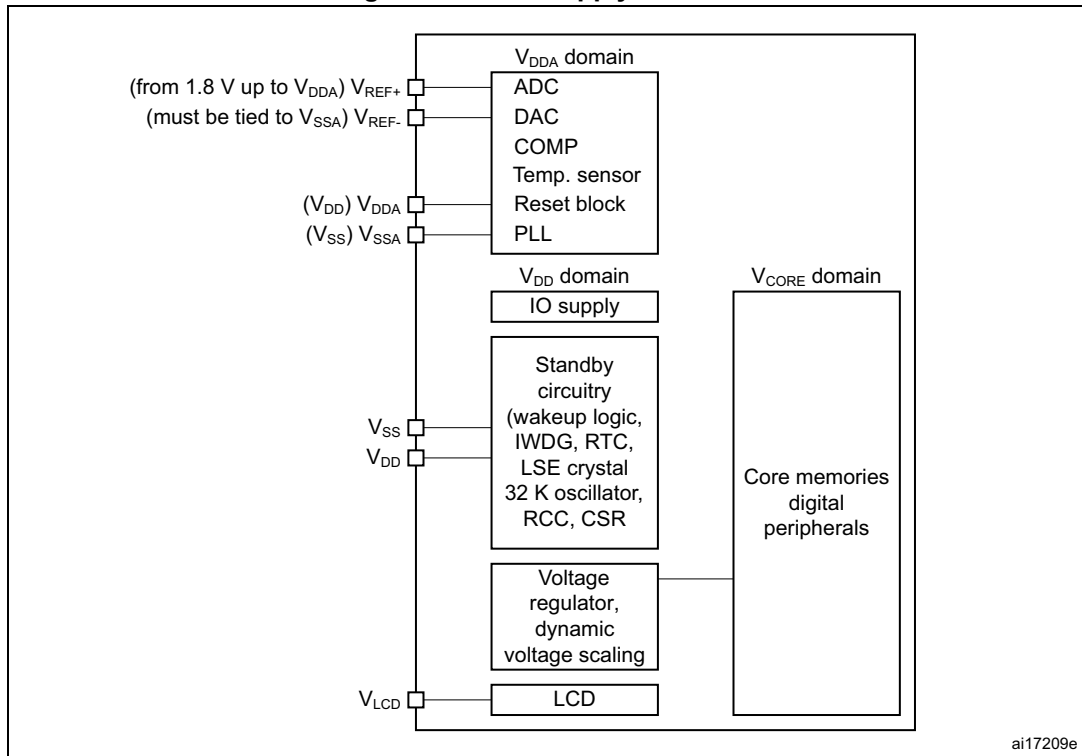 V_DDA domain
(from 1.8 V up to V_DDA) V_REF+
ADC
(must be tied to V_SSA) V_REF-
DAC
COMP
Temp. sensor
(V_DD) V_DDA
Reset block
(V_SS) V_SSA
PLL
V_DD domain
V_CORE domain
IO supply
Standby
circuitry
(wakeup logic,
IWDG, RTC,
LSE crystal
32 K oscillator,
RCC, CSR
V_SS
V_DD
Core memories
digital
peripherals
Voltage
regulator,
dynamic
voltage scaling
V_LCD
LCD
ai17209e